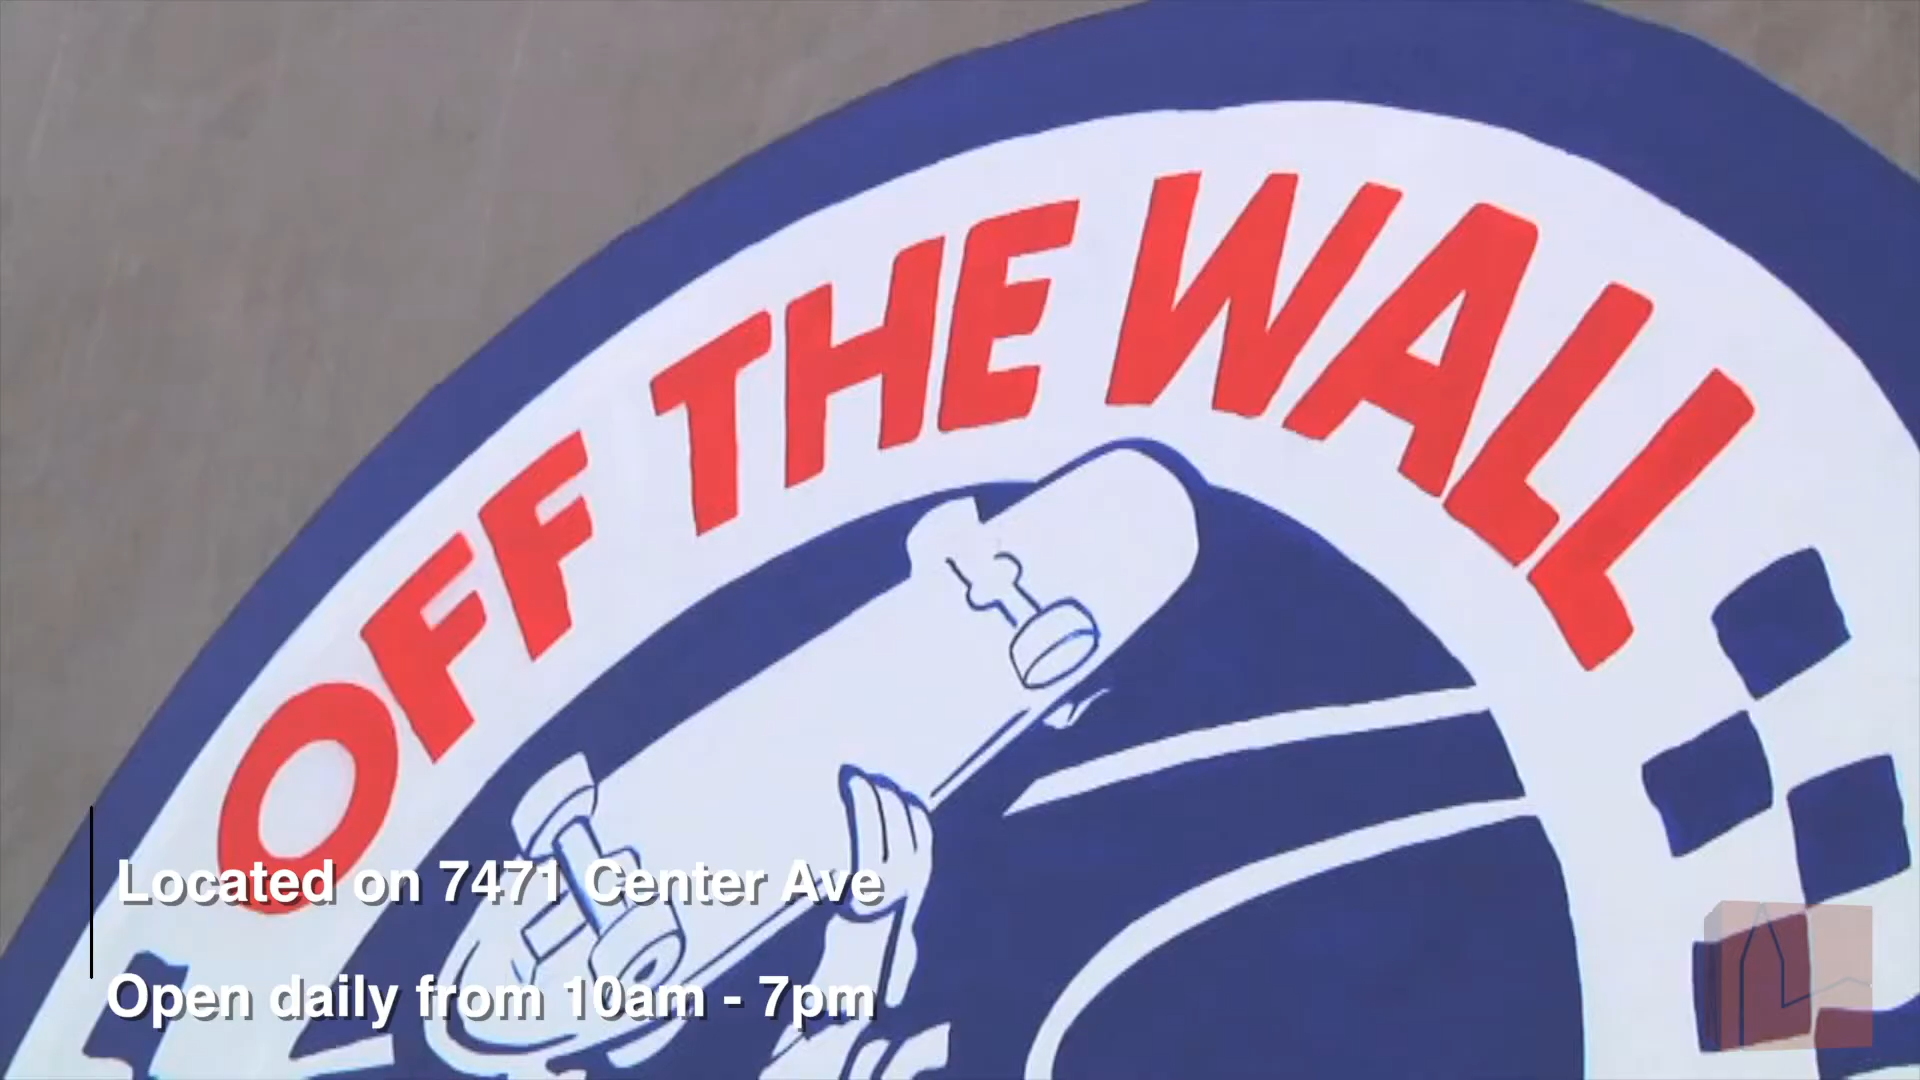 OFF THE WALL
Located on 7471 Center Ave
Open daily from 10am - 7pm